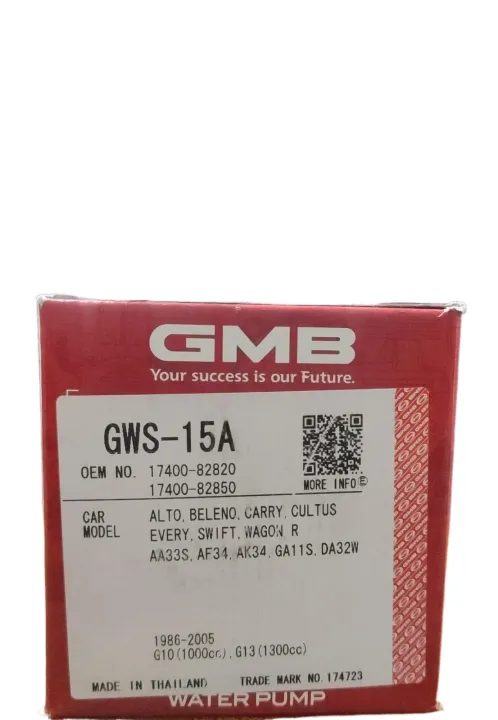 GMB
Your success is our Future.
GWS-15A
OEM NO. 17400-82820
17400-82850
MORE INFO Ⓔ
CAR MODEL
ALTO, BELENO, CARRY, CULTUS
EVERY, SWIFT, WAGON R
AA33S, AF34, AK34, GA11S, DA32W
1986-2005
G10(1000cc), G13(1300cc)
MADE IN THAILAND TRADE MARK NO. 174723
WATER PUMP